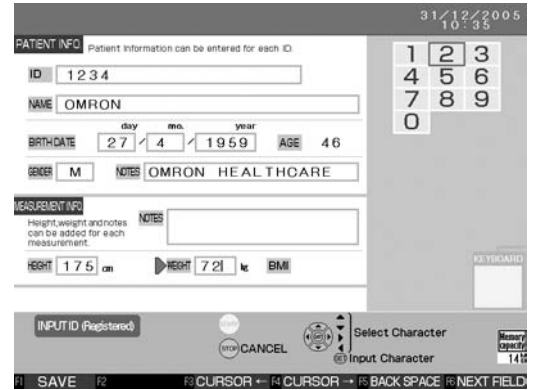 31/12/2005
10:35
PATIENT INFO. Patient Information can be entered for each ID.
ID 1234
NAME OMRON
day mo. year
BIRTHDATE 27 / 4 / 1959 AGE 46
GENDER M NOTES OMRON HEALTHCARE
MEASUREMENT INFO.
Height,weight and notes can be added for each measurement.
NOTES
HEIGHT 175 cm WEIGHT 72 kg BMI
1 2 3
4 5 6
7 8 9
0
KEYBOARD
INPUT ID (Registered)
START
STOP CANCEL
SET
Select Character
SET Input Character
Memory capacity
14%
F1 SAVE F2 F3 CURSOR ← F4 CURSOR → F5 BACK SPACE F6 NEXT FIELD